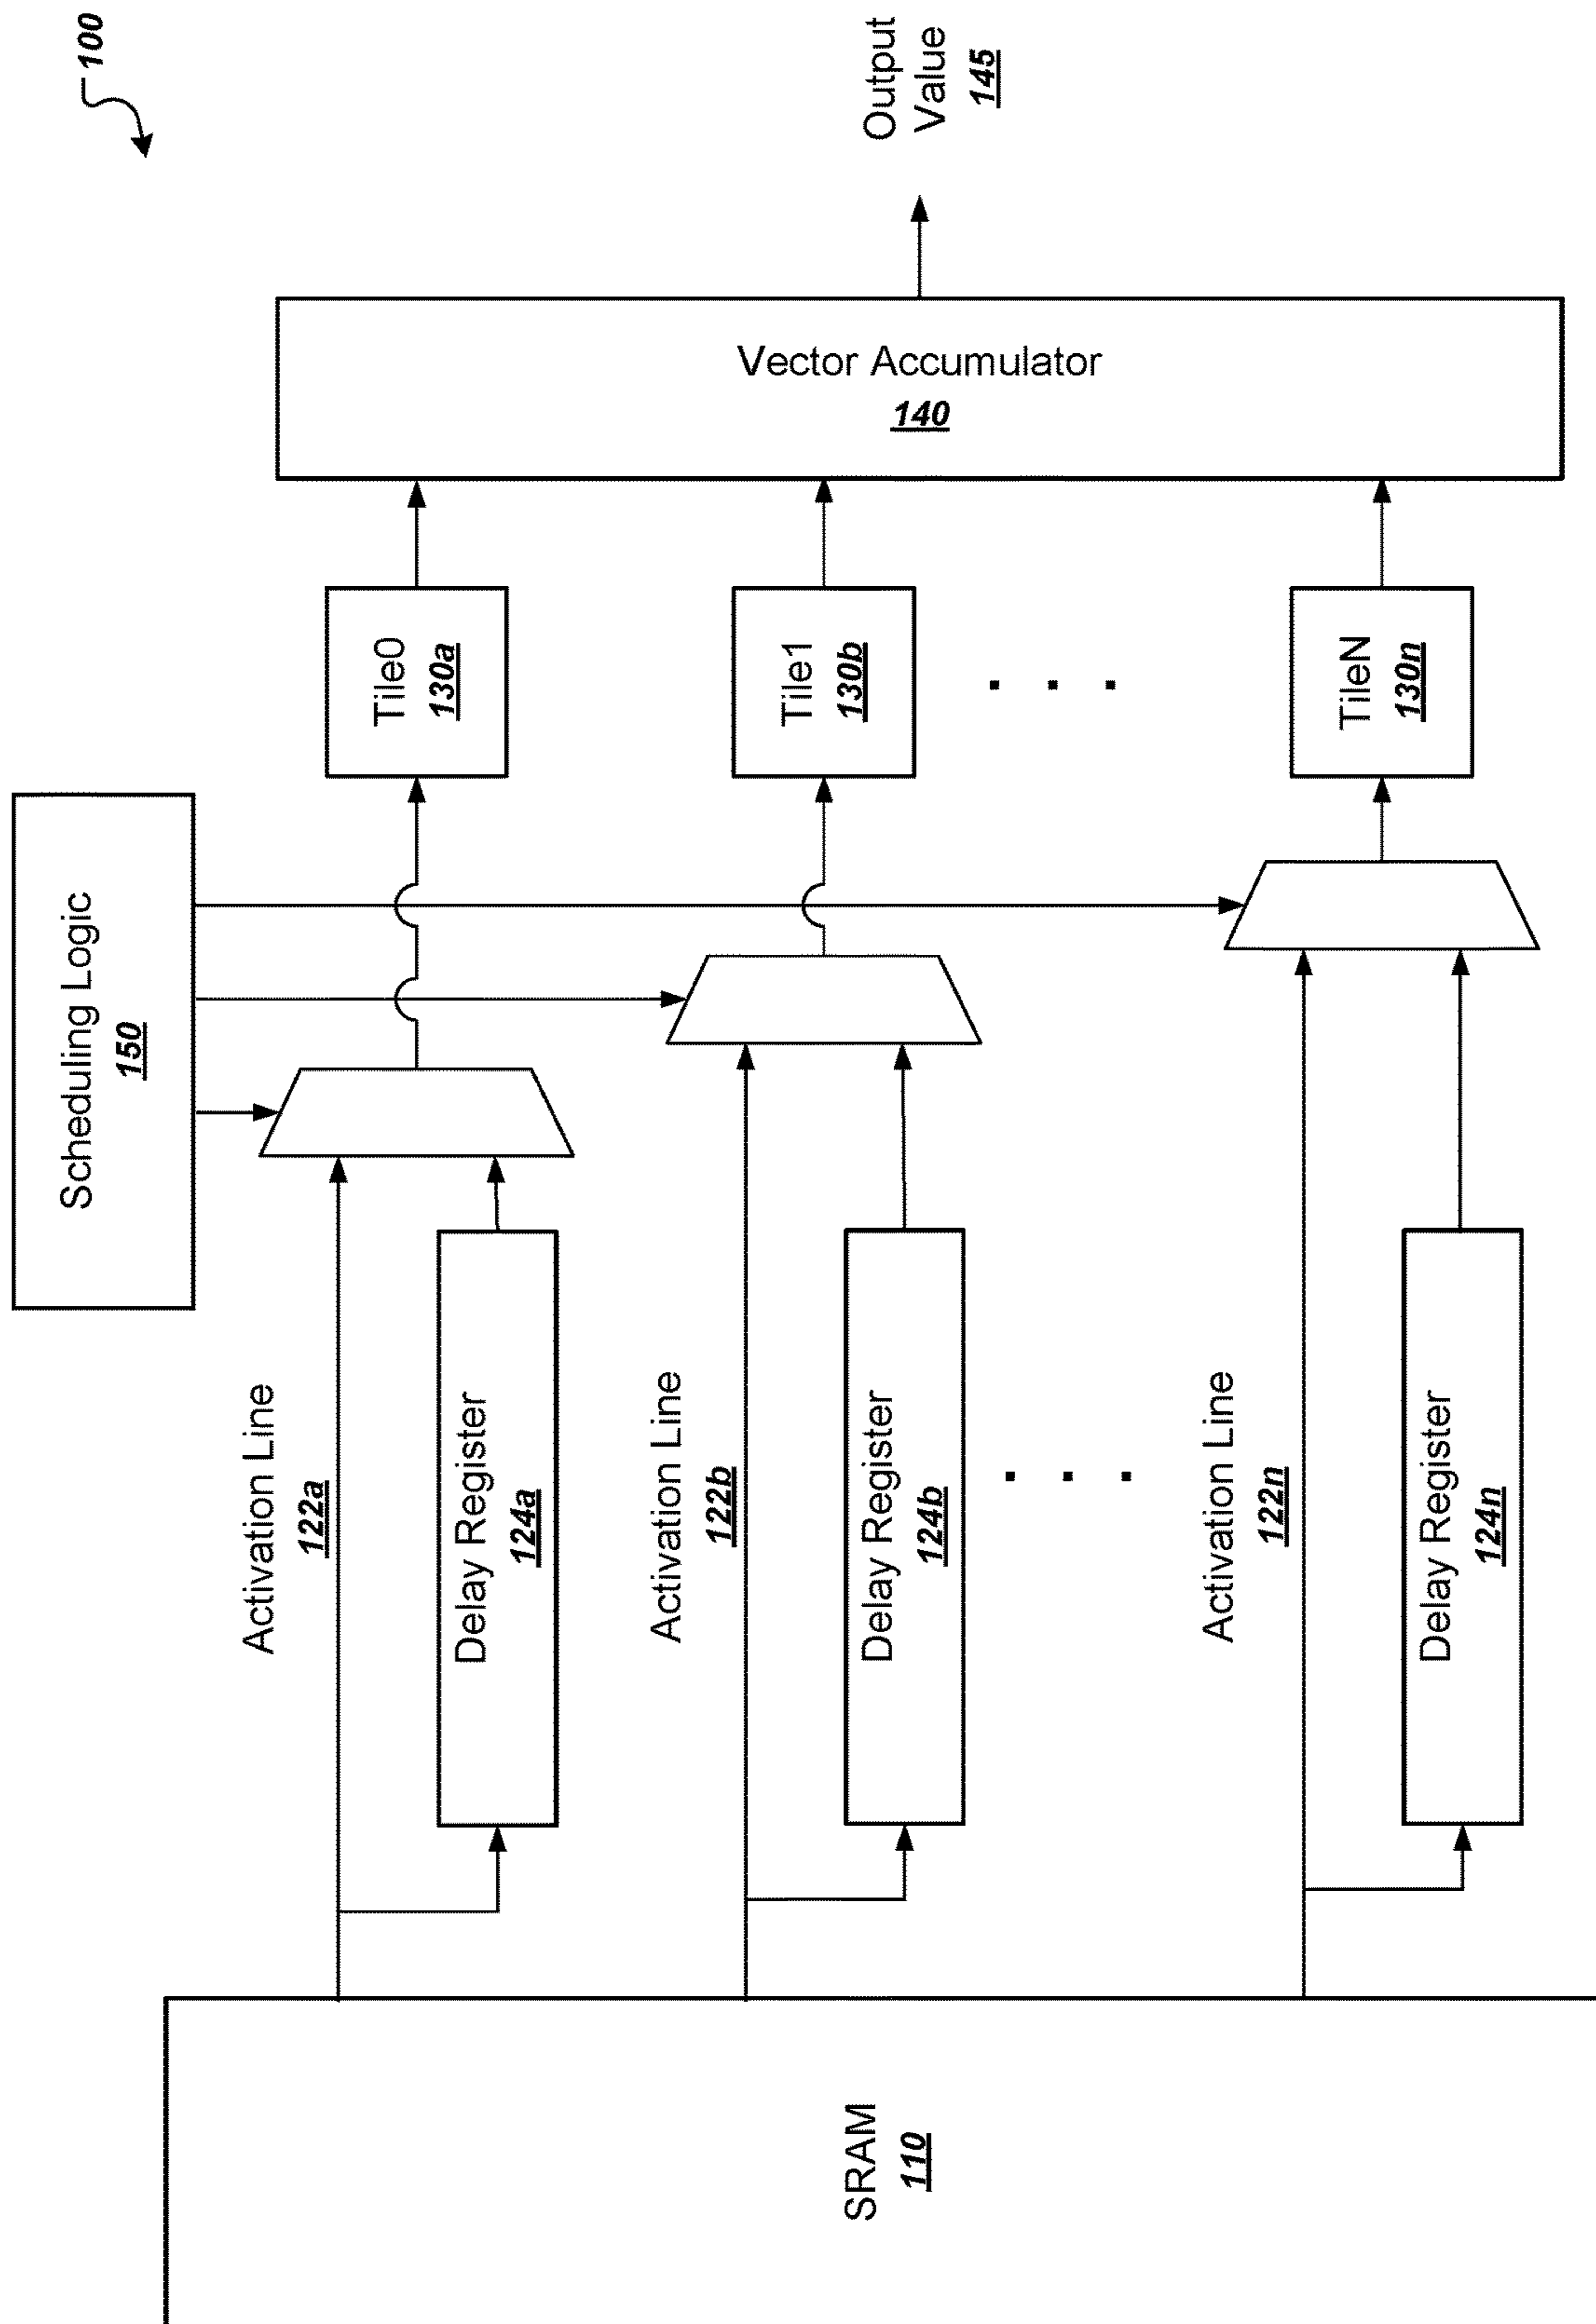 100
Scheduling Logic
150
Activation Line
122a
Delay Register
124a
Tile0
130a
Activation Line
122b
Delay Register
124b
Tile1
130b
. . .
. . .
Activation Line
122n
Delay Register
124n
TileN
130n
SRAM
110
Vector Accumulator
140
Output
Value
145